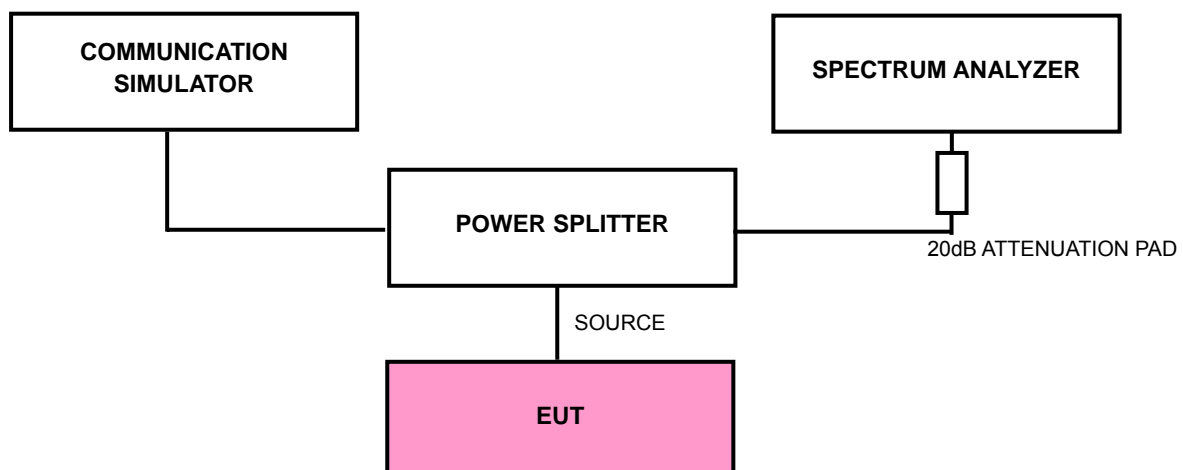 COMMUNICATION
SIMULATOR
SPECTRUM ANALYZER
POWER SPLITTER
20dB ATTENUATION PAD
SOURCE
EUT